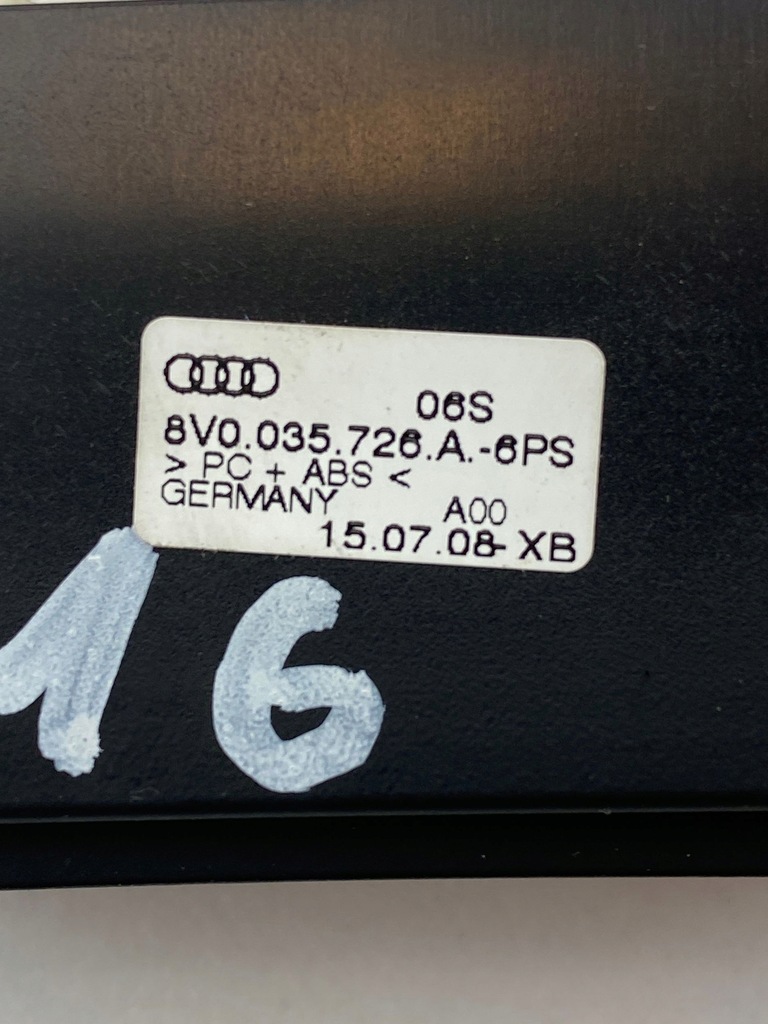 06S
8V0.035.726.A.-6PS
> PC + ABS <
GERMANY A00
15.07.08-XB
16